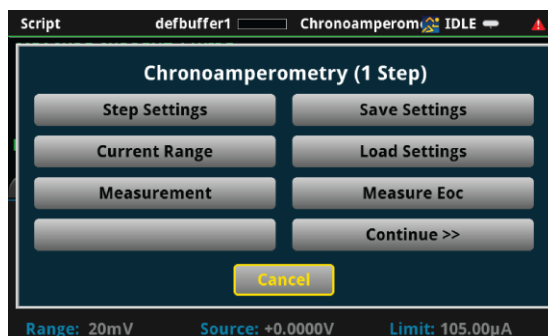 Script defbuffer1 Chronoamperom IDLE
Chronoamperometry (1 Step)
Step Settings Save Settings
Current Range Load Settings
Measurement Measure Eoc
Continue >>
Cancel
Range: 20mV Source: +0.0000V Limit: 105.00µA